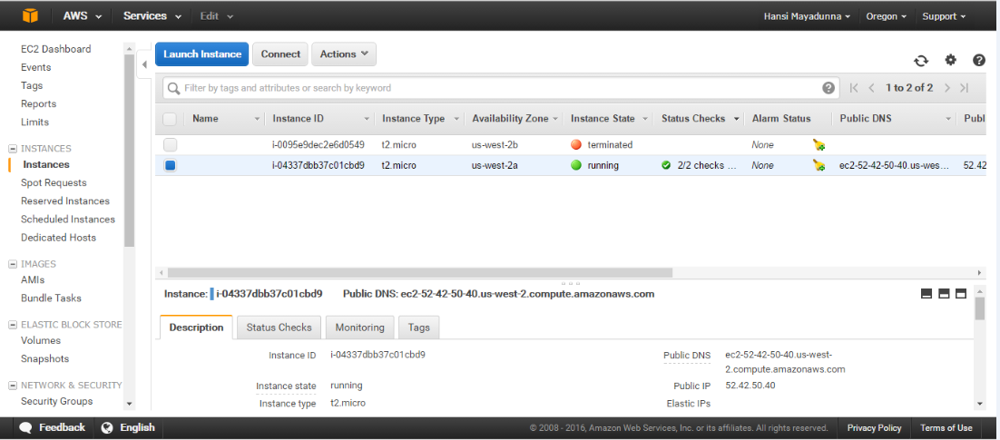 AWS Services Edit Hansi Mayadunna Oregon Support
EC2 Dashboard
Events
Tags
Reports
Limits
INSTANCES
Instances
Spot Requests
Reserved Instances
Scheduled Instances
Dedicated Hosts
IMAGES
AMIs
Bundle Tasks
ELASTIC BLOCK STORE
Volumes
Snapshots
NETWORK & SECURITY
Security Groups
Launch Instance Connect Actions
Filter by tags and attributes or search by keyword 1 to 2 of 2
Name Instance ID Instance Type Availability Zone Instance State Status Checks Alarm Status Public DNS Publ
i-0095e9dec2e6d0549 t2.micro us-west-2b terminated None
i-04337dbb37c01cbd9 t2.micro us-west-2a running 2/2 checks ... None ec2-52-42-50-40.us-wes... 52.42
Instance: i-04337dbb37c01cbd9 Public DNS: ec2-52-42-50-40.us-west-2.compute.amazonaws.com
Description Status Checks Monitoring Tags
Instance ID i-04337dbb37c01cbd9 Public DNS ec2-52-42-50-40.us-west-
2.compute.amazonaws.com
Instance state running Public IP 52.42.50.40
Instance type t2.micro Elastic IPs
Feedback English © 2008 - 2016, Amazon Web Services, Inc. or its affiliates. All rights reserved. Privacy Policy Terms of Use